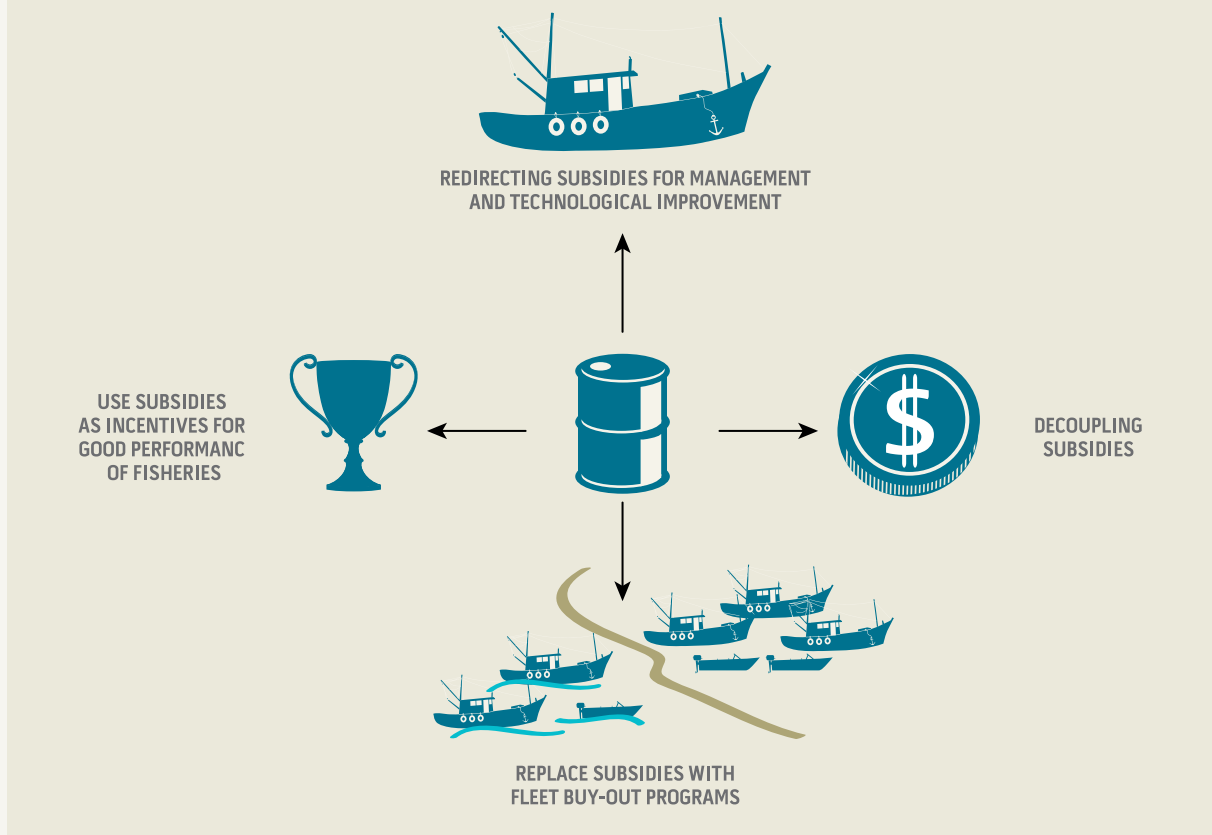 REDIRECTING SUBSIDIES FOR MANAGEMENT
AND TECHNOLOGICAL IMPROVEMENT
USE SUBSIDIES
AS INCENTIVES FOR
GOOD PERFORMANC
OF FISHERIES
$
DECOUPLING
SUBSIDIES
REPLACE SUBSIDIES WITH
FLEET BUY-OUT PROGRAMS